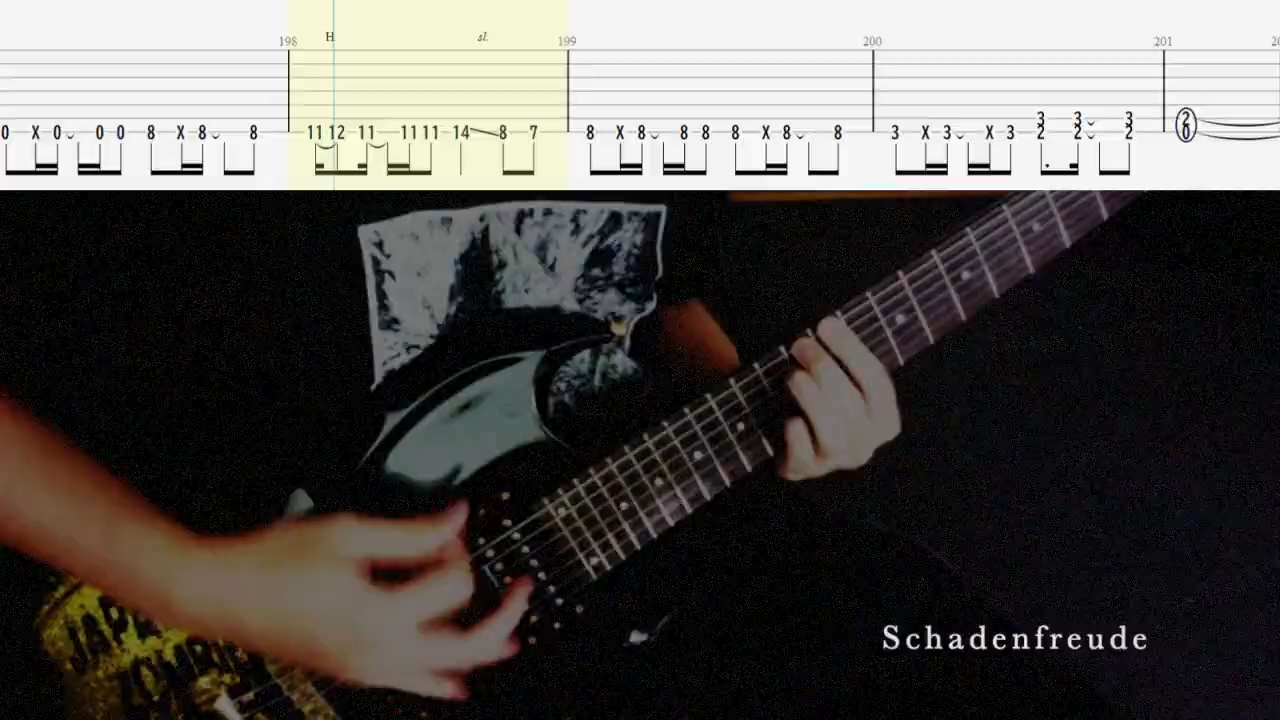 198 199 200 201
H sl.
3 3 3 2
0 X 0 0 0 8 X 8 8 11 12 11 11 11 14 8 7 8 X 8 8 8 8 X 8 8 3 X 3 X 3 2 2 2 0
Schadenfreude